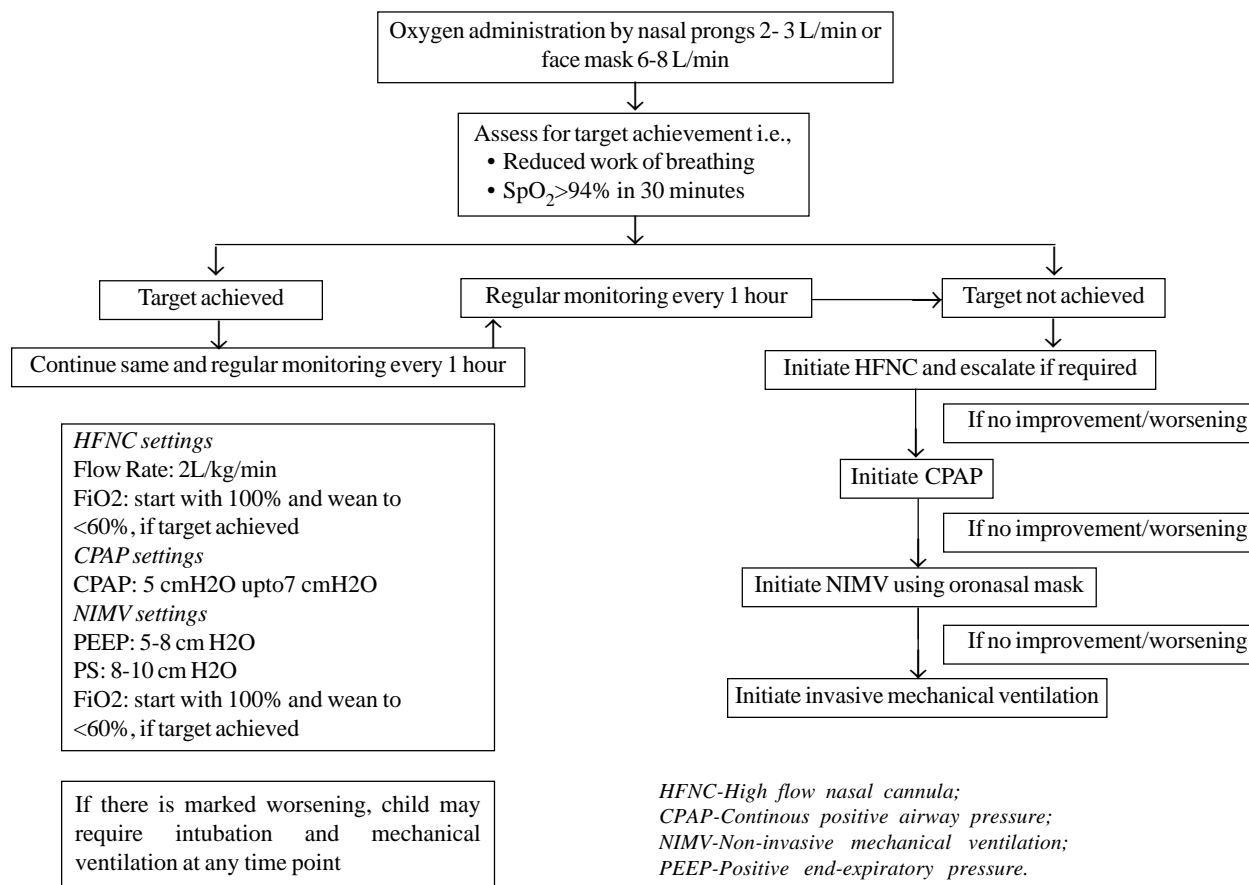 Oxygen administration by nasal prongs 2- 3 L/min or
face mask 6-8 L/min
Assess for target achievement i.e.,
• Reduced work of breathing
• SpO2>94% in 30 minutes
Target achieved
Regular monitoring every 1 hour
Target not achieved
Continue same and regular monitoring every 1 hour
Initiate HFNC and escalate if required
If no improvement/worsening
Initiate CPAP
If no improvement/worsening
Initiate NIMV using oronasal mask
If no improvement/worsening
Initiate invasive mechanical ventilation
HFNC settings
Flow Rate: 2L/kg/min
FiO2: start with 100% and wean to
<60%, if target achieved
CPAP settings
CPAP: 5 cmH2O upto7 cmH2O
NIMV settings
PEEP: 5-8 cm H2O
PS: 8-10 cm H2O
FiO2: start with 100% and wean to
<60%, if target achieved
If there is marked worsening, child may
require intubation and mechanical
ventilation at any time point
HFNC-High flow nasal cannula;
CPAP-Continous positive airway pressure;
NIMV-Non-invasive mechanical ventilation;
PEEP-Positive end-expiratory pressure.